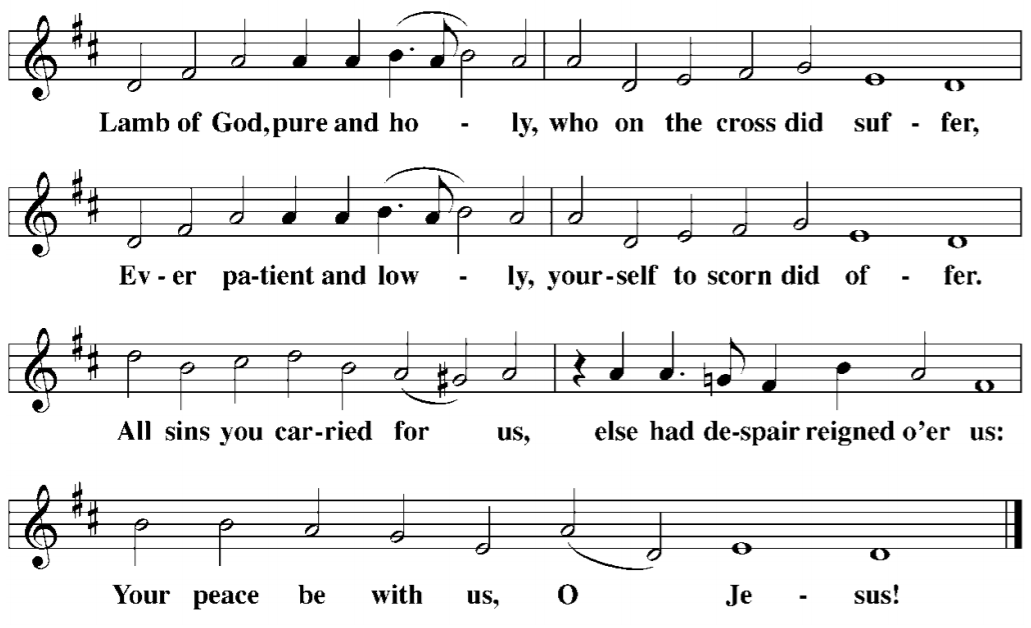 Lamb of God, pure and ho - ly, who on the cross did suf - fer,
Ev - er pa-tient and low - ly, your-self to scorn did of - fer.
All sins you car-ried for us, else had de-spair reigned o’er us:
Your peace be with us, O Je - sus!